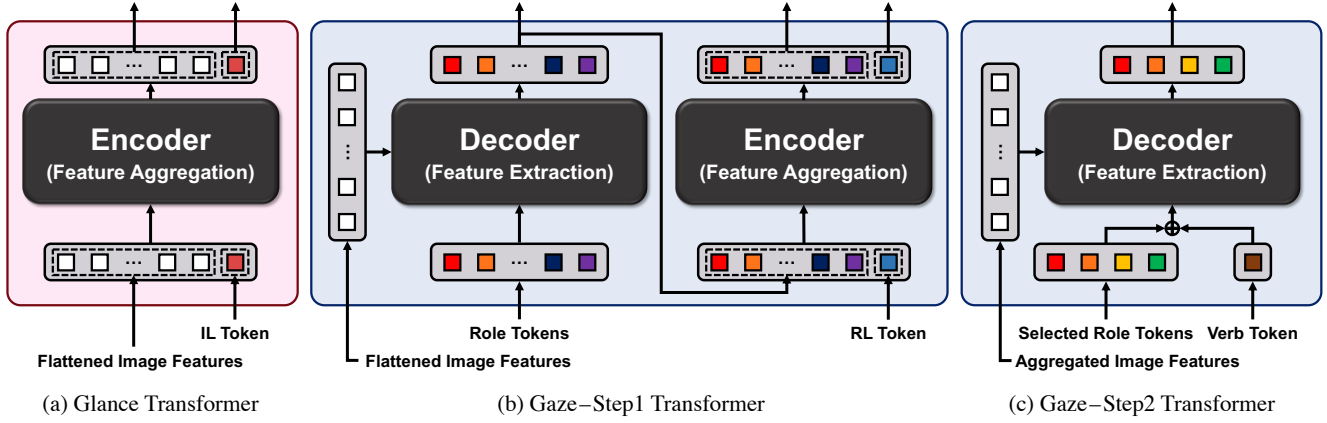 ...
...
...
Encoder
(Feature Aggregation)
Decoder
(Feature Extraction)
Encoder
(Feature Aggregation)
Decoder
(Feature Extraction)
...
...
...
...
...
IL Token
Role Tokens
RL Token
Selected Role Tokens
Verb Token
Flattened Image Features
Flattened Image Features
Aggregated Image Features
(a) Glance Transformer
(b) Gaze–Step1 Transformer
(c) Gaze–Step2 Transformer